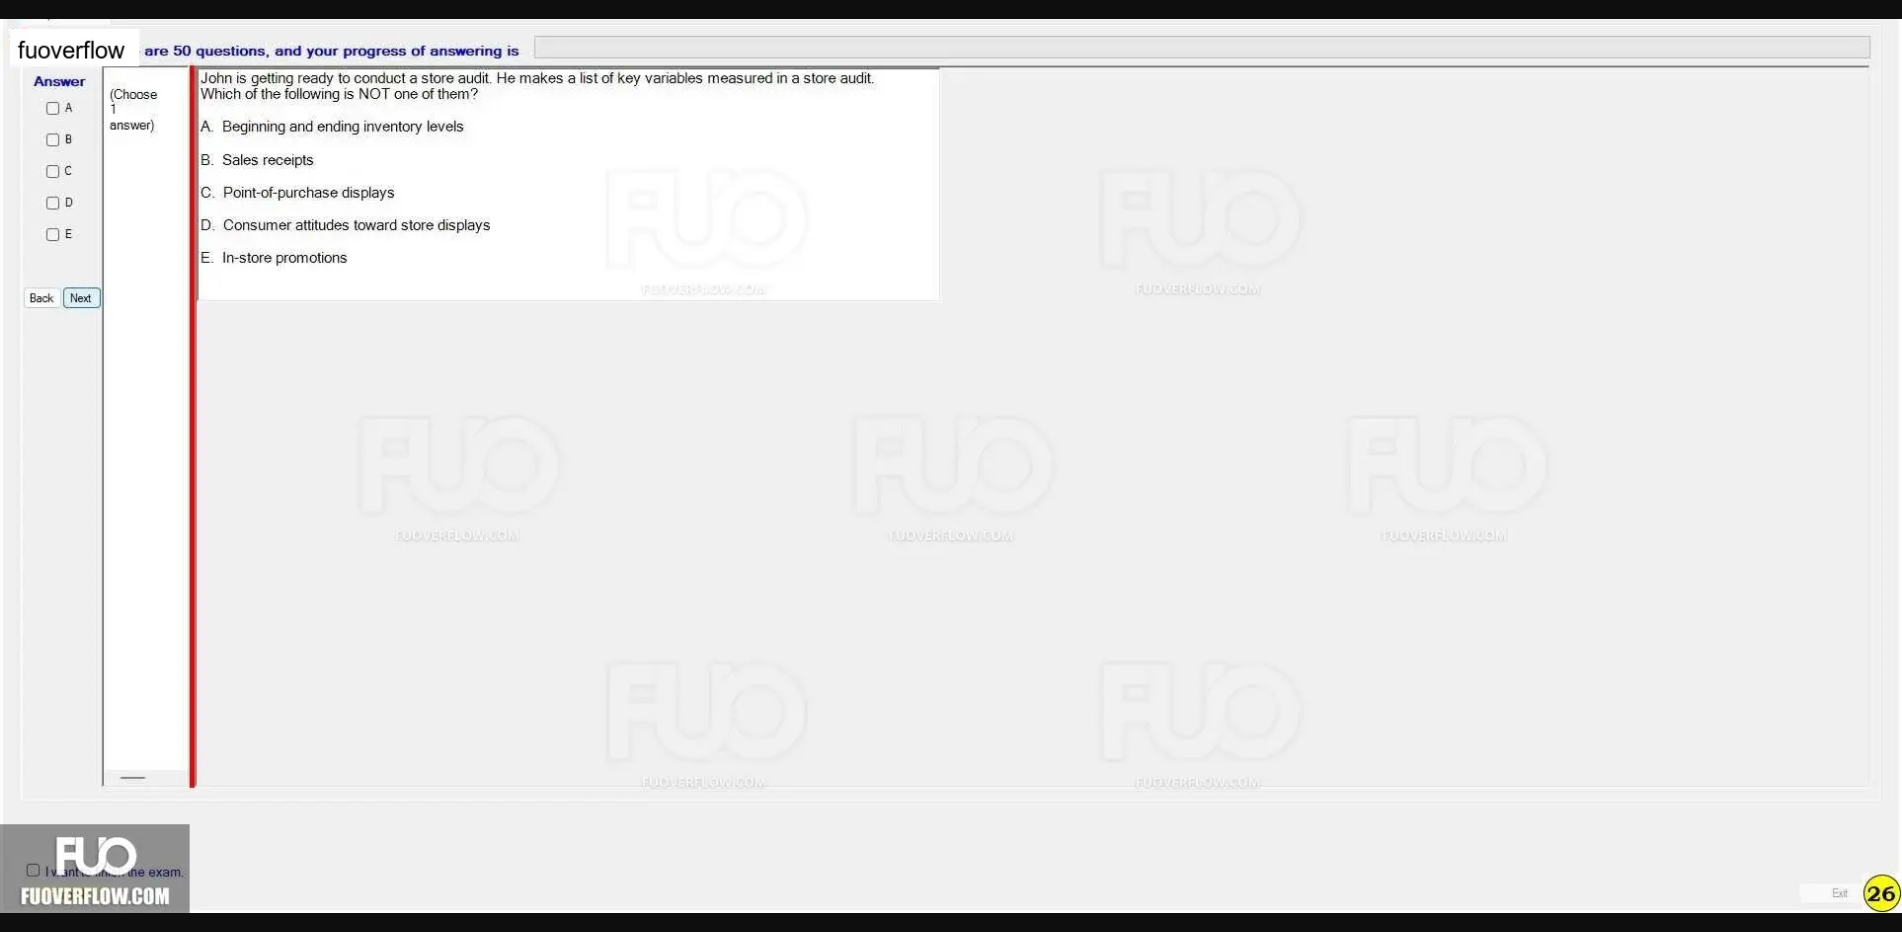 fuoverflow are 50 questions, and your progress of answering is
Answer
A
B
C
D
E
Back Next
(Choose
1
answer)
John is getting ready to conduct a store audit. He makes a list of key variables measured in a store audit.
Which of the following is NOT one of them?
A. Beginning and ending inventory levels
B. Sales receipts
C. Point-of-purchase displays
D. Consumer attitudes toward store displays
E. In-store promotions
FUO
FUOVERFLOW.COM
FUO
FUOVERFLOW.COM
FUO
FUOVERFLOW.COM
FUO
FUOVERFLOW.COM
FUO
FUOVERFLOW.COM
FUO
FUOVERFLOW.COM
FUO
FUOVERFLOW.COM
FUO
the exam.
FUOVERFLOW.COM
Exit 26